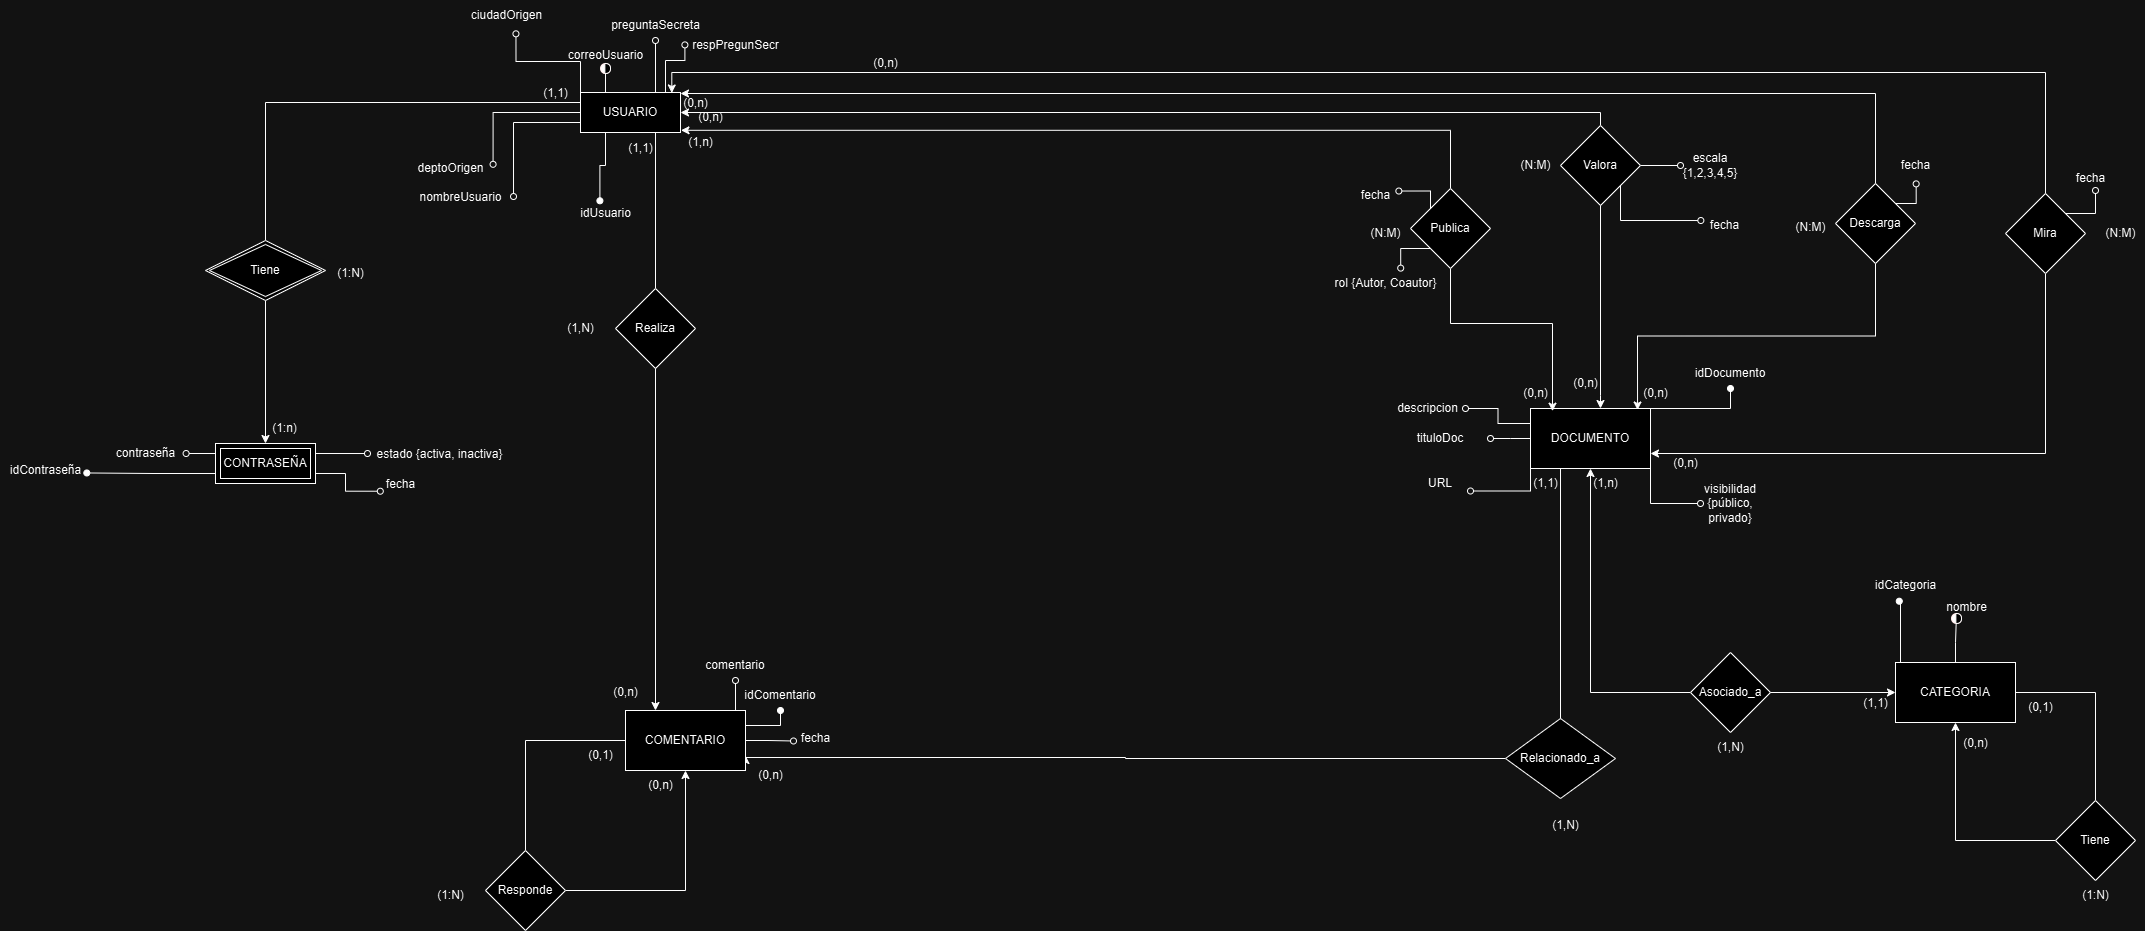 ciudadOrigen
preguntaSecreta
respPregunSecr
correoUsuario
(0,n)
(1,1)
USUARIO
(0,n)
(0,n)
(1,n)
(1,1)
deptoOrigen
nombreUsuario
idUsuario
(N:M)
Valora
escala
{1,2,3,4,5}
fecha
fecha
(N:M)
Publica
rol {Autor, Coautor}
fecha
(N:M)
Descarga
fecha
Mira
(N:M)
Tiene
(1:N)
(1,N)
Realiza
(0,n)
(0,n)
(0,n)
idDocumento
descripcion
tituloDoc
DOCUMENTO
(0,n)
URL
(1,1)
(1,n)
visibilidad
{público,
privado}
(1:n)
contraseña
CONTRASEÑA
estado {activa, inactiva}
idContraseña
fecha
idCategoria
nombre
Asociado_a
(1,1)
CATEGORIA
(0,1)
(1,N)
(0,n)
comentario
(0,n)
idComentario
COMENTARIO
fecha
(0,1)
(0,n)
(0,n)
Relacionado_a
(1,N)
Tiene
(1:N)
(1:N)
Responde